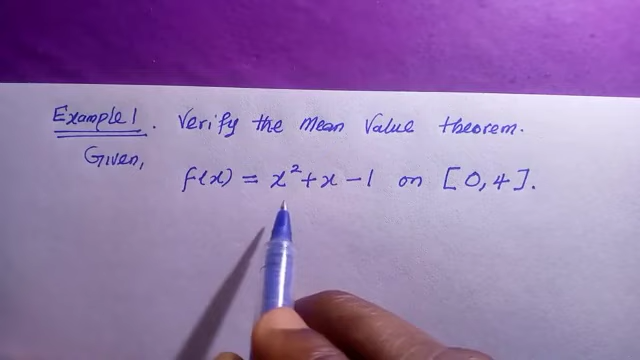 Example 1. Verify the mean Value theorem.
Given,
f(x) = x² + x - 1 on [0, 4].